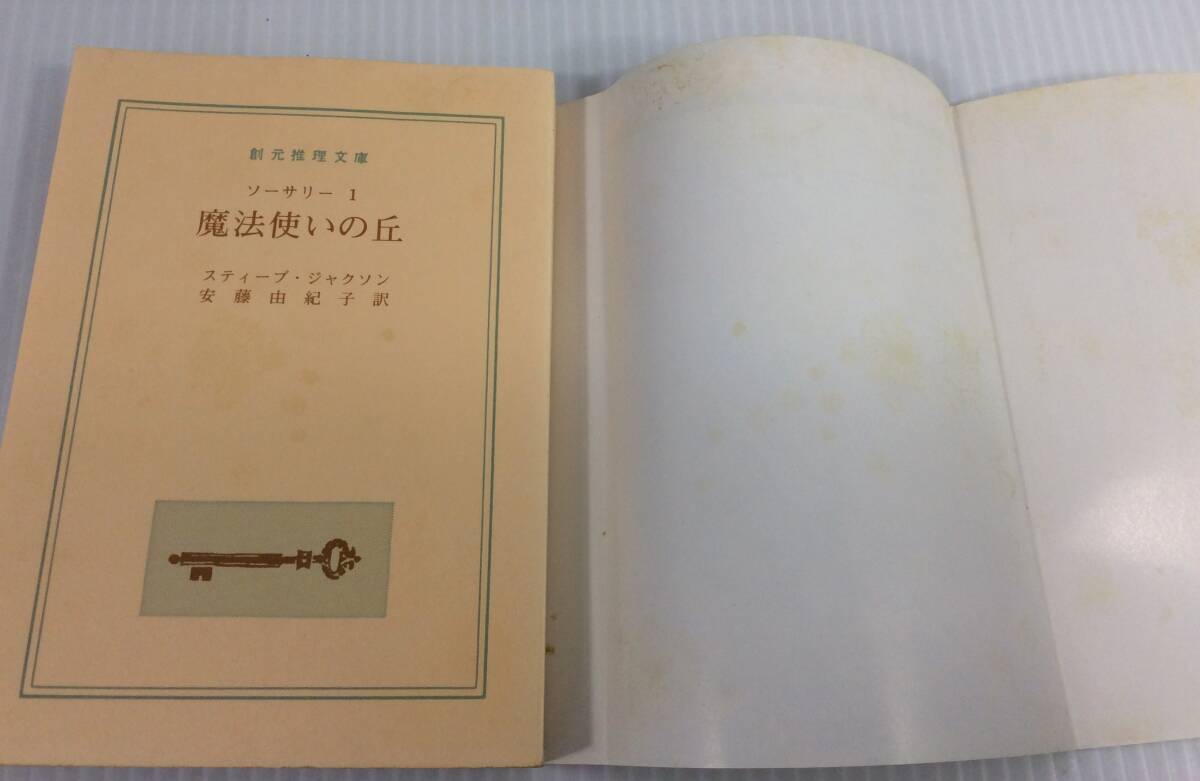 創元推理文庫
ソーサリー 1
魔法使いの丘
スティーブ・ジャクソン
安藤由紀子訳